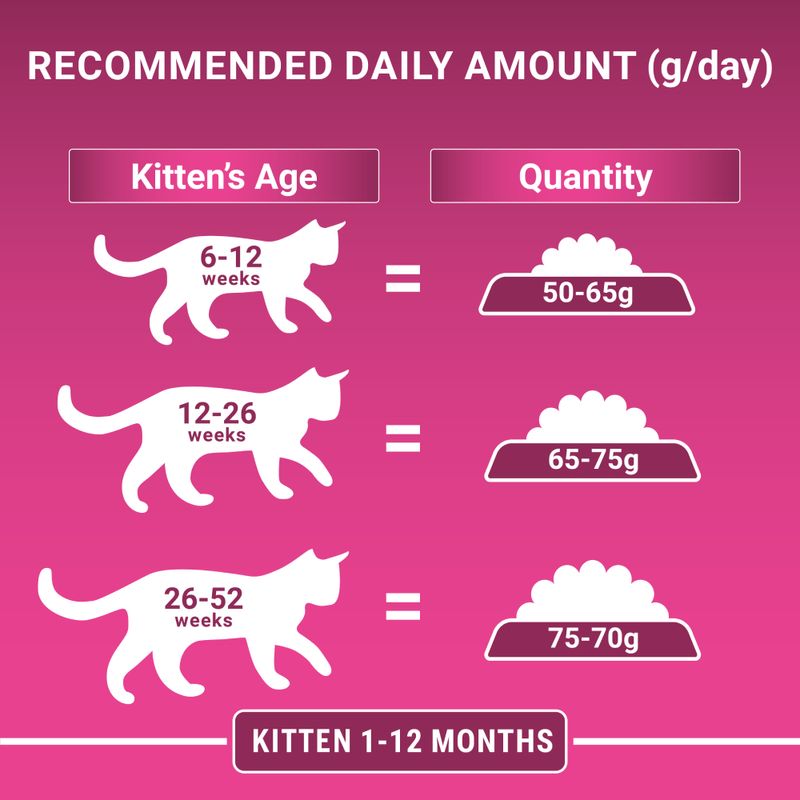 RECOMMENDED DAILY AMOUNT (g/day)
Kitten’s Age
Quantity
6-12
weeks
50-65g
12-26
weeks
65-75g
26-52
weeks
75-70g
KITTEN 1-12 MONTHS